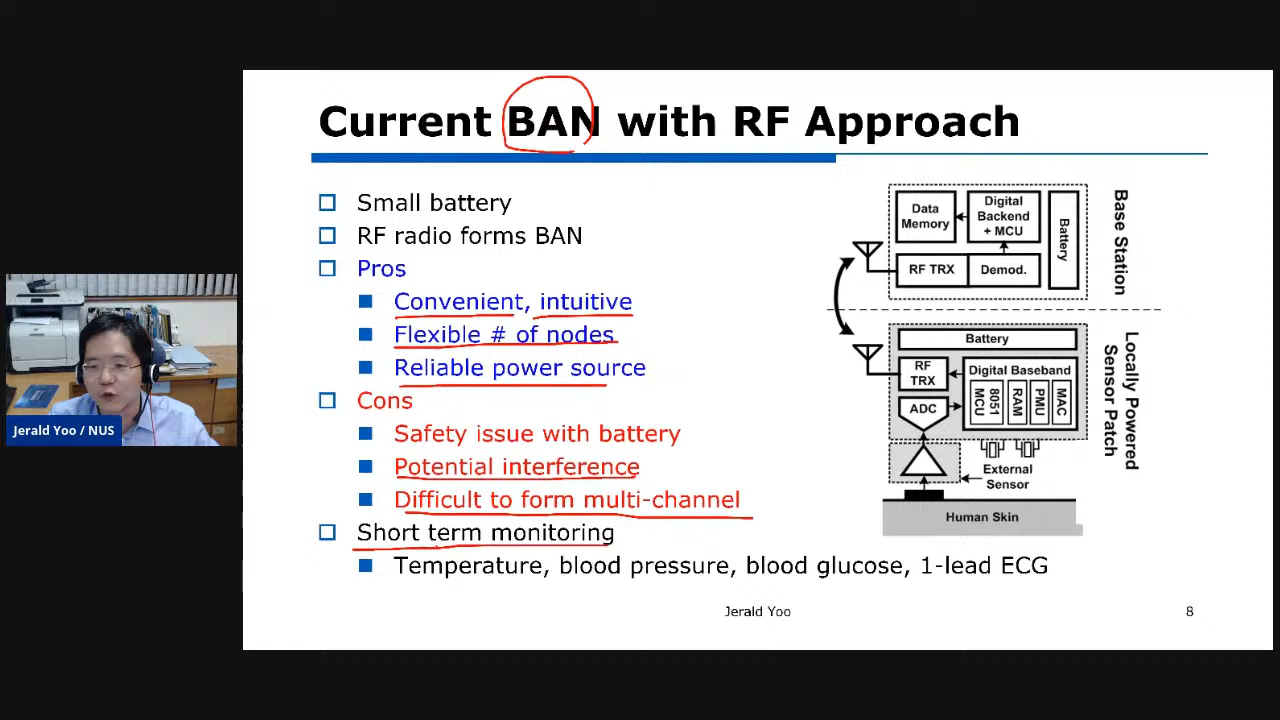 Current BAN with RF Approach
Small battery
RF radio forms BAN
Pros
Convenient, intuitive
Flexible # of nodes
Reliable power source
Cons
Safety issue with battery
Potential interference
Difficult to form multi-channel
Short term monitoring
Temperature, blood pressure, blood glucose, 1-lead ECG
Data
Memory
Digital
Backend
+ MCU
Battery
RF TRX
Demod.
Base Station
Battery
RF
TRX
Digital Baseband
8051
MCU
RAM
PMU
MAC
ADC
External
Sensor
Human Skin
Locally Powered
Sensor Patch
Jerald Yoo / NUS
Jerald Yoo
8